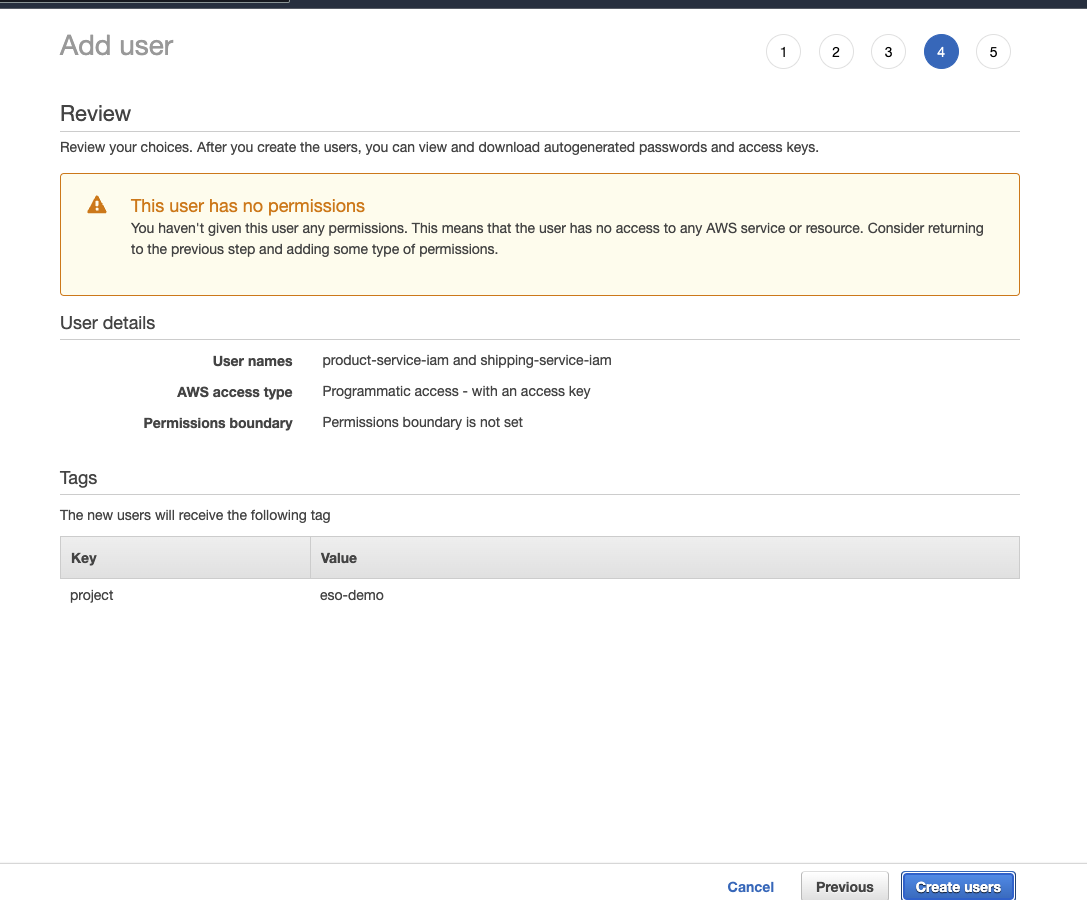 Add user
1 2 3 4 5
Review
Review your choices. After you create the users, you can view and download autogenerated passwords and access keys.
This user has no permissions
You haven't given this user any permissions. This means that the user has no access to any AWS service or resource. Consider returning
to the previous step and adding some type of permissions.
User details
User names product-service-iam and shipping-service-iam
AWS access type Programmatic access - with an access key
Permissions boundary Permissions boundary is not set
Tags
The new users will receive the following tag
Key Value
project eso-demo
Cancel Previous Create users